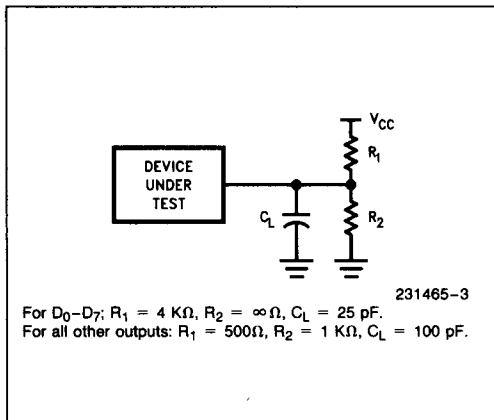 V_CC
R_1
DEVICE
UNDER
TEST
C_L
R_2
231465–3
For D_0–D_7; R_1 = 4 KΩ, R_2 = ∞Ω, C_L = 25 pF.
For all other outputs: R_1 = 500Ω, R_2 = 1 KΩ, C_L = 100 pF.